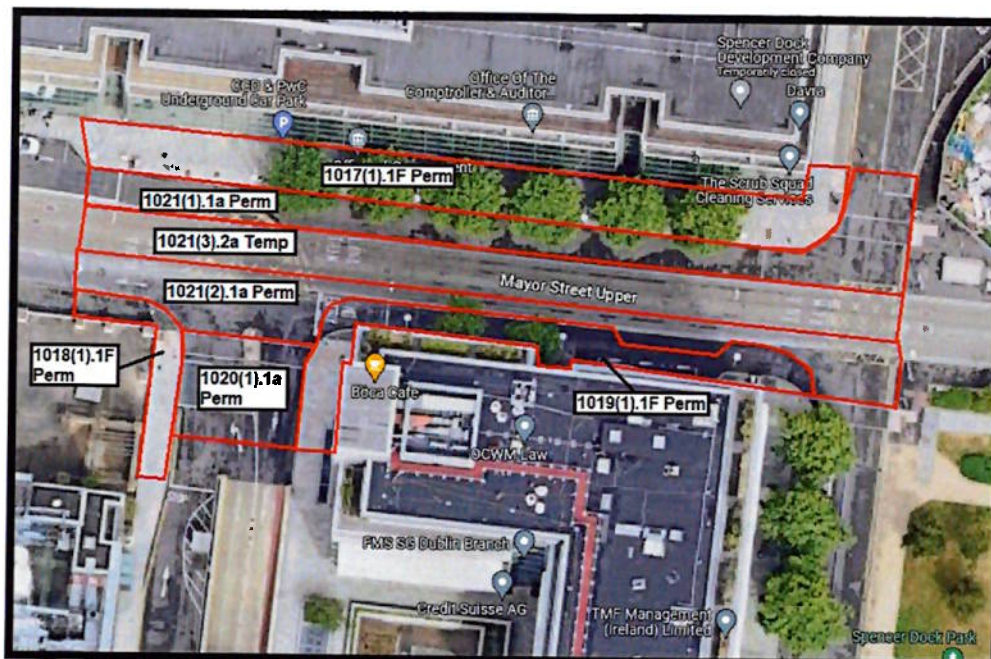 Spencer Dock
Development Company
Temporarily closed
Davra
Office Of The
Comptroller & Auditor...
CCD & PwC
Underground Car Park
1017(1).1F Perm
The Scrub Squad
Cleaning Services
1021(1).1a Perm
1021(3).2a Temp
Mayor Street Upper
1021(2).1a Perm
1018(1).1F
Perm
1020(1).1a
Perm
Boca Cafe
1019(1).1F Perm
OCWM Law
FMS SG Dublin Branch
Credit Suisse AG
TMF Management
(Ireland) Limited
Spencer Dock Park